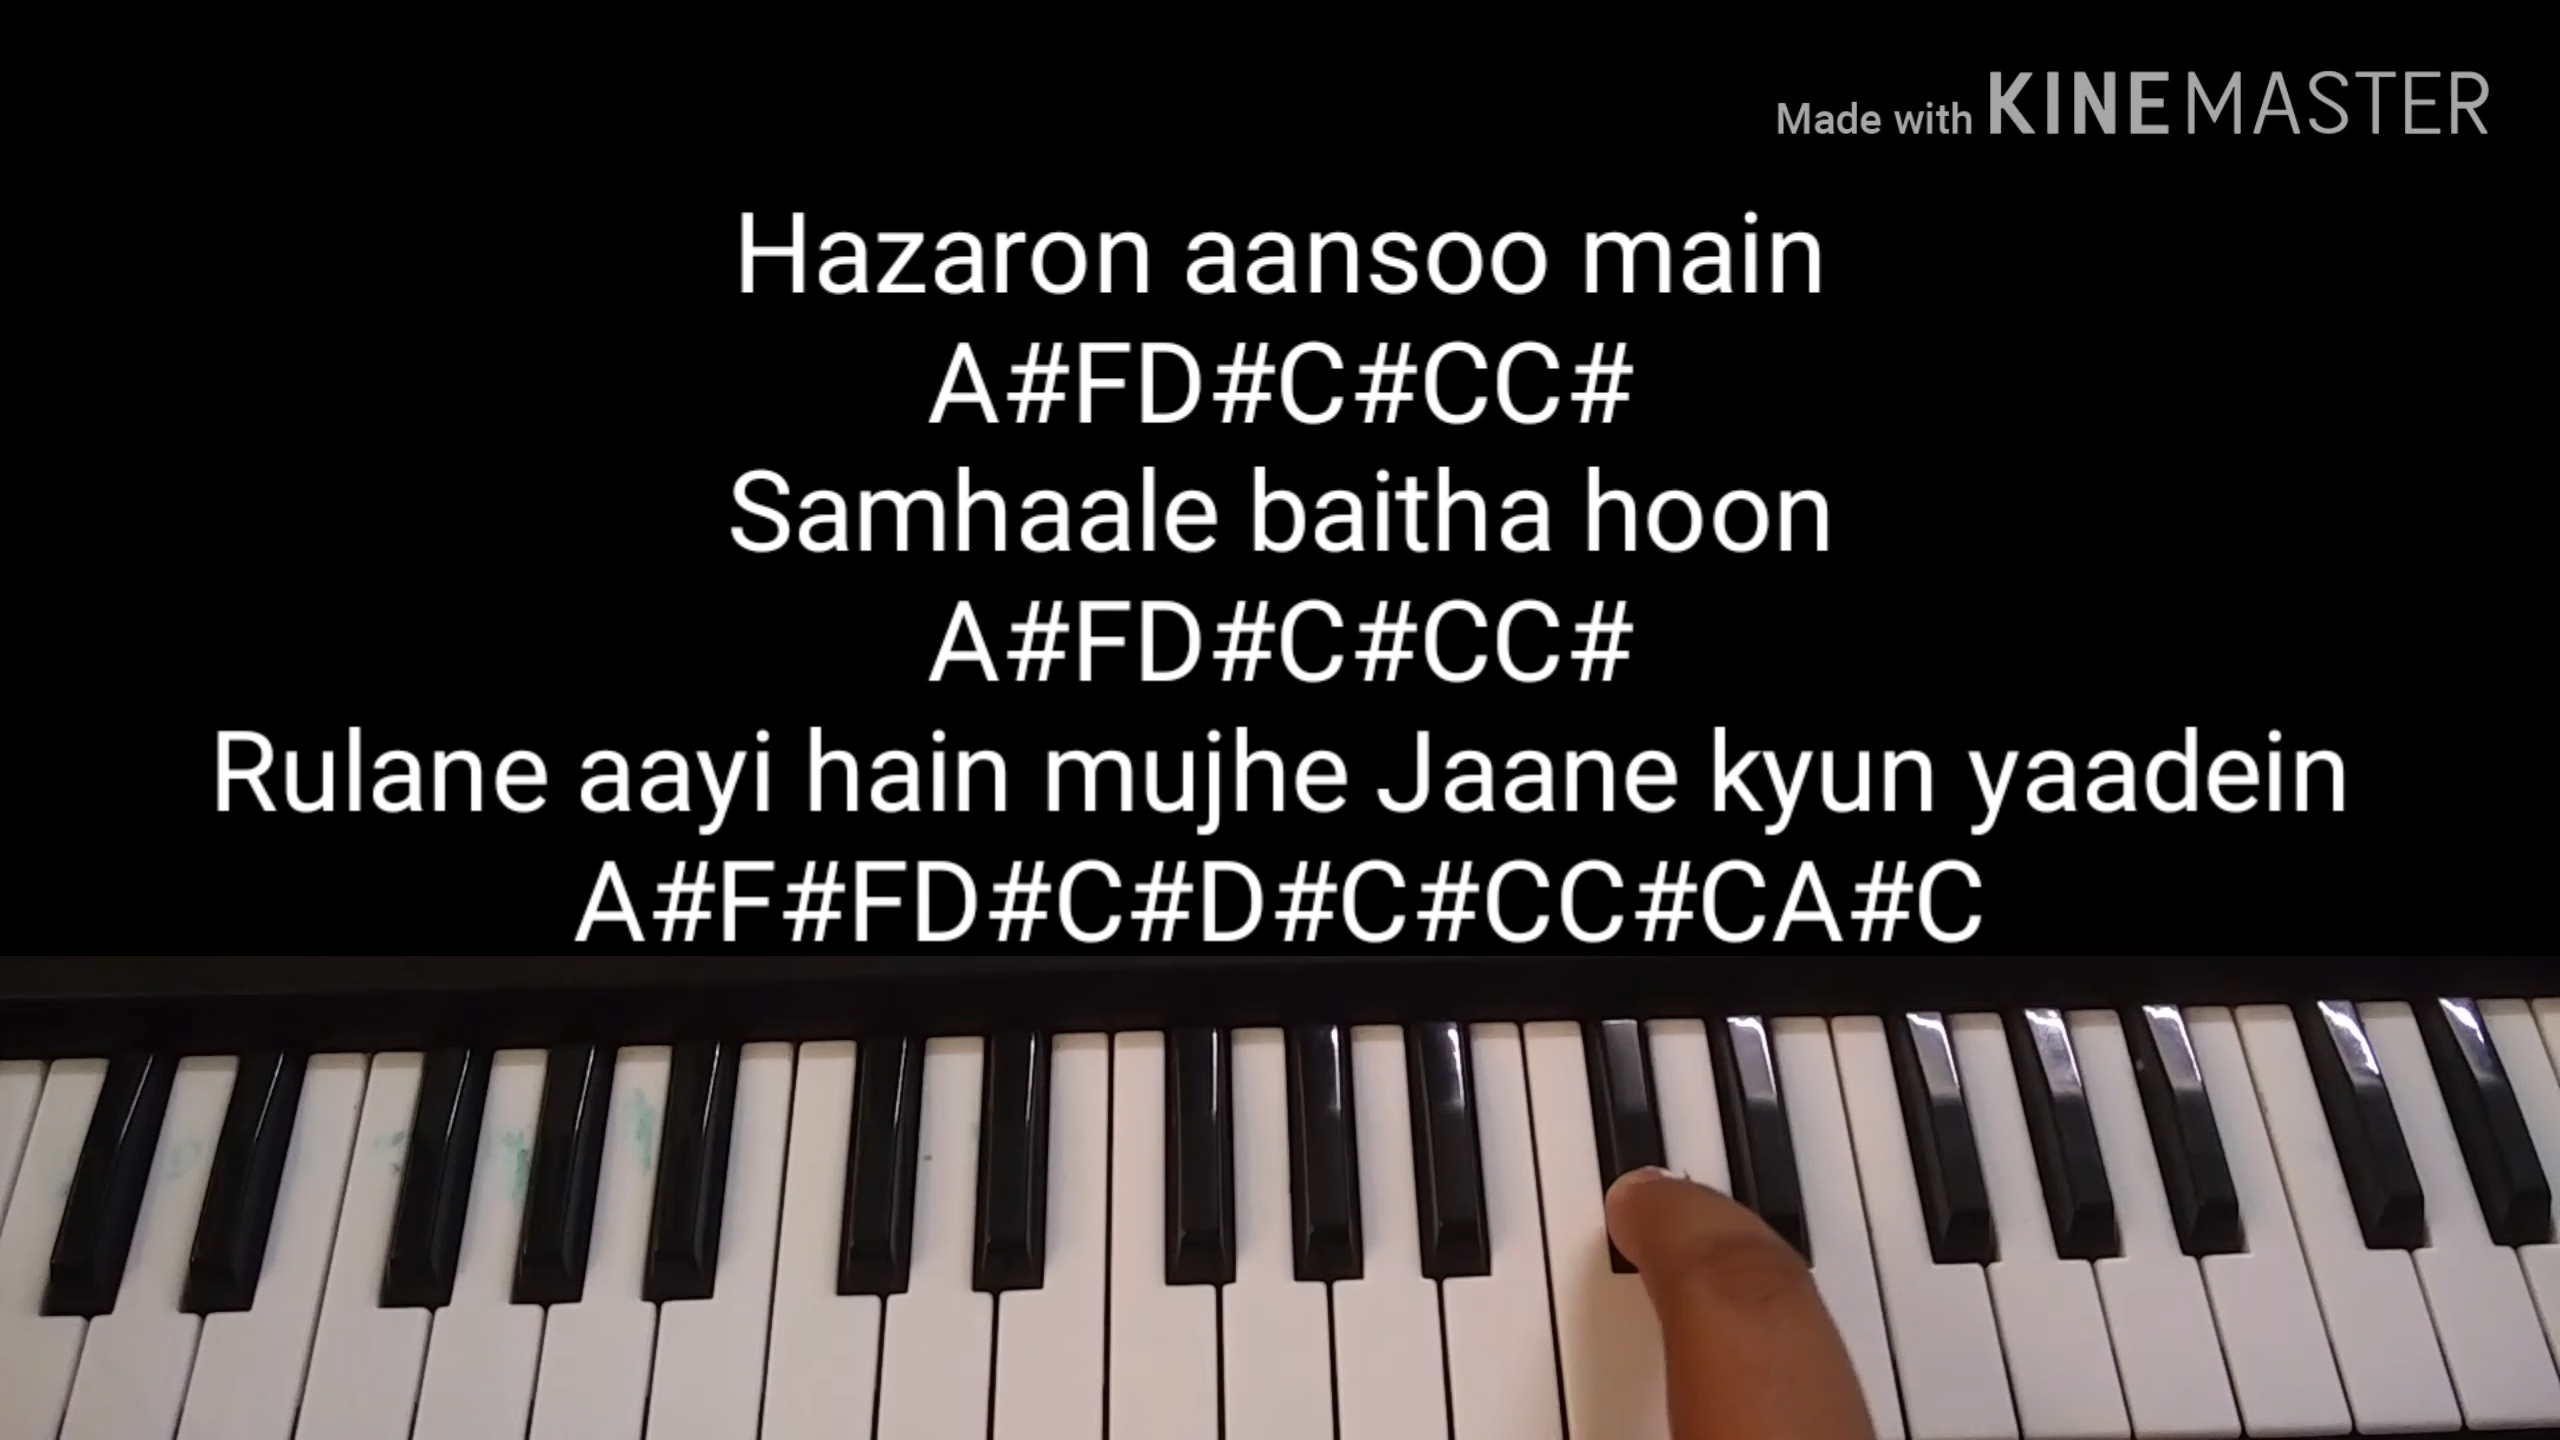 Made with KINEMASTER
Hazaron aansoo main
A#FD#C#CC#
Samhaale baitha hoon
A#FD#C#CC#
Rulane aayi hain mujhe Jaane kyun yaadein
A#F#FD#C#D#C#CC#CA#C